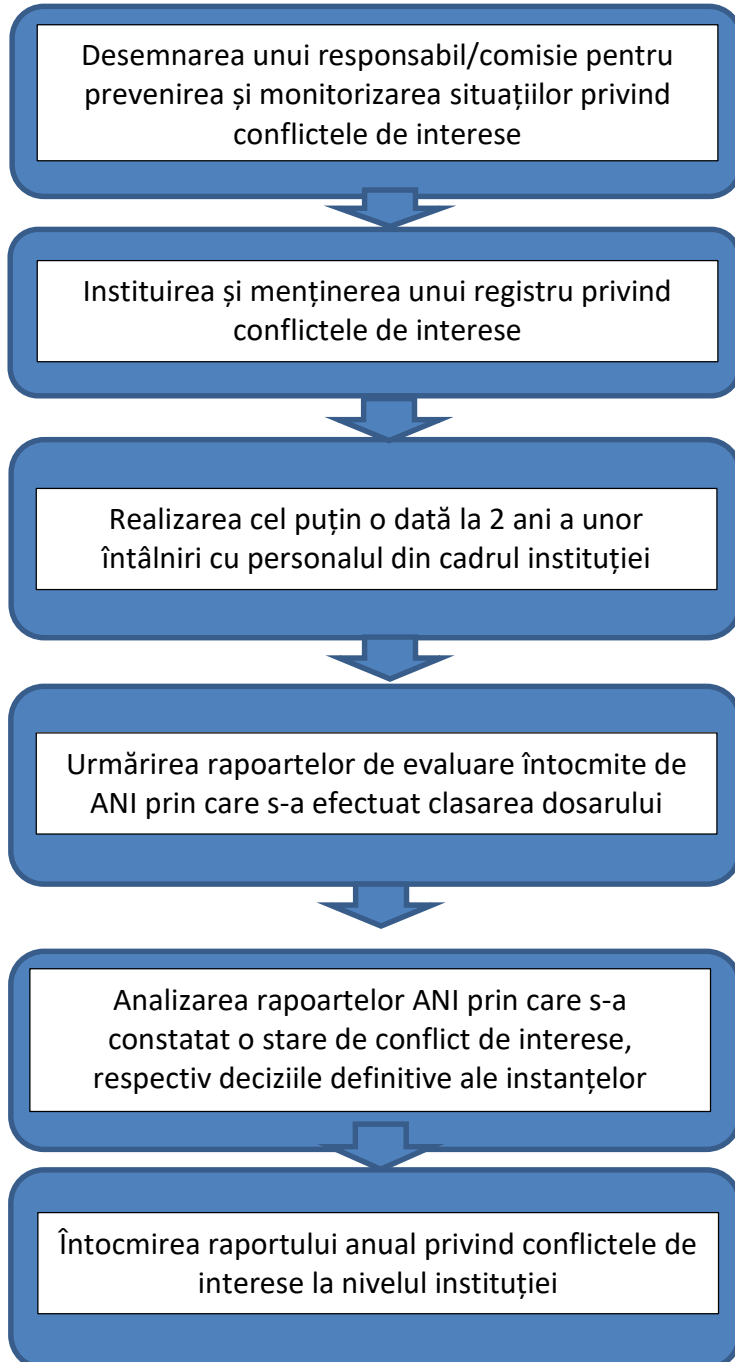 Desemnarea unui responsabil/comisie pentru
prevenirea și monitorizarea situațiilor privind
conflictele de interese
Instituirea și menținerea unui registru privind
conflictele de interese
Realizarea cel puțin o dată la 2 ani a unor
întâlniri cu personalul din cadrul instituției
Urmărirea rapoartelor de evaluare întocmite de
ANI prin care s-a efectuat clasarea dosarului
Analizarea rapoartelor ANI prin care s-a
constatat o stare de conflict de interese,
respectiv deciziile definitive ale instanțelor
Întocmirea raportului anual privind conflictele de
interese la nivelul instituției